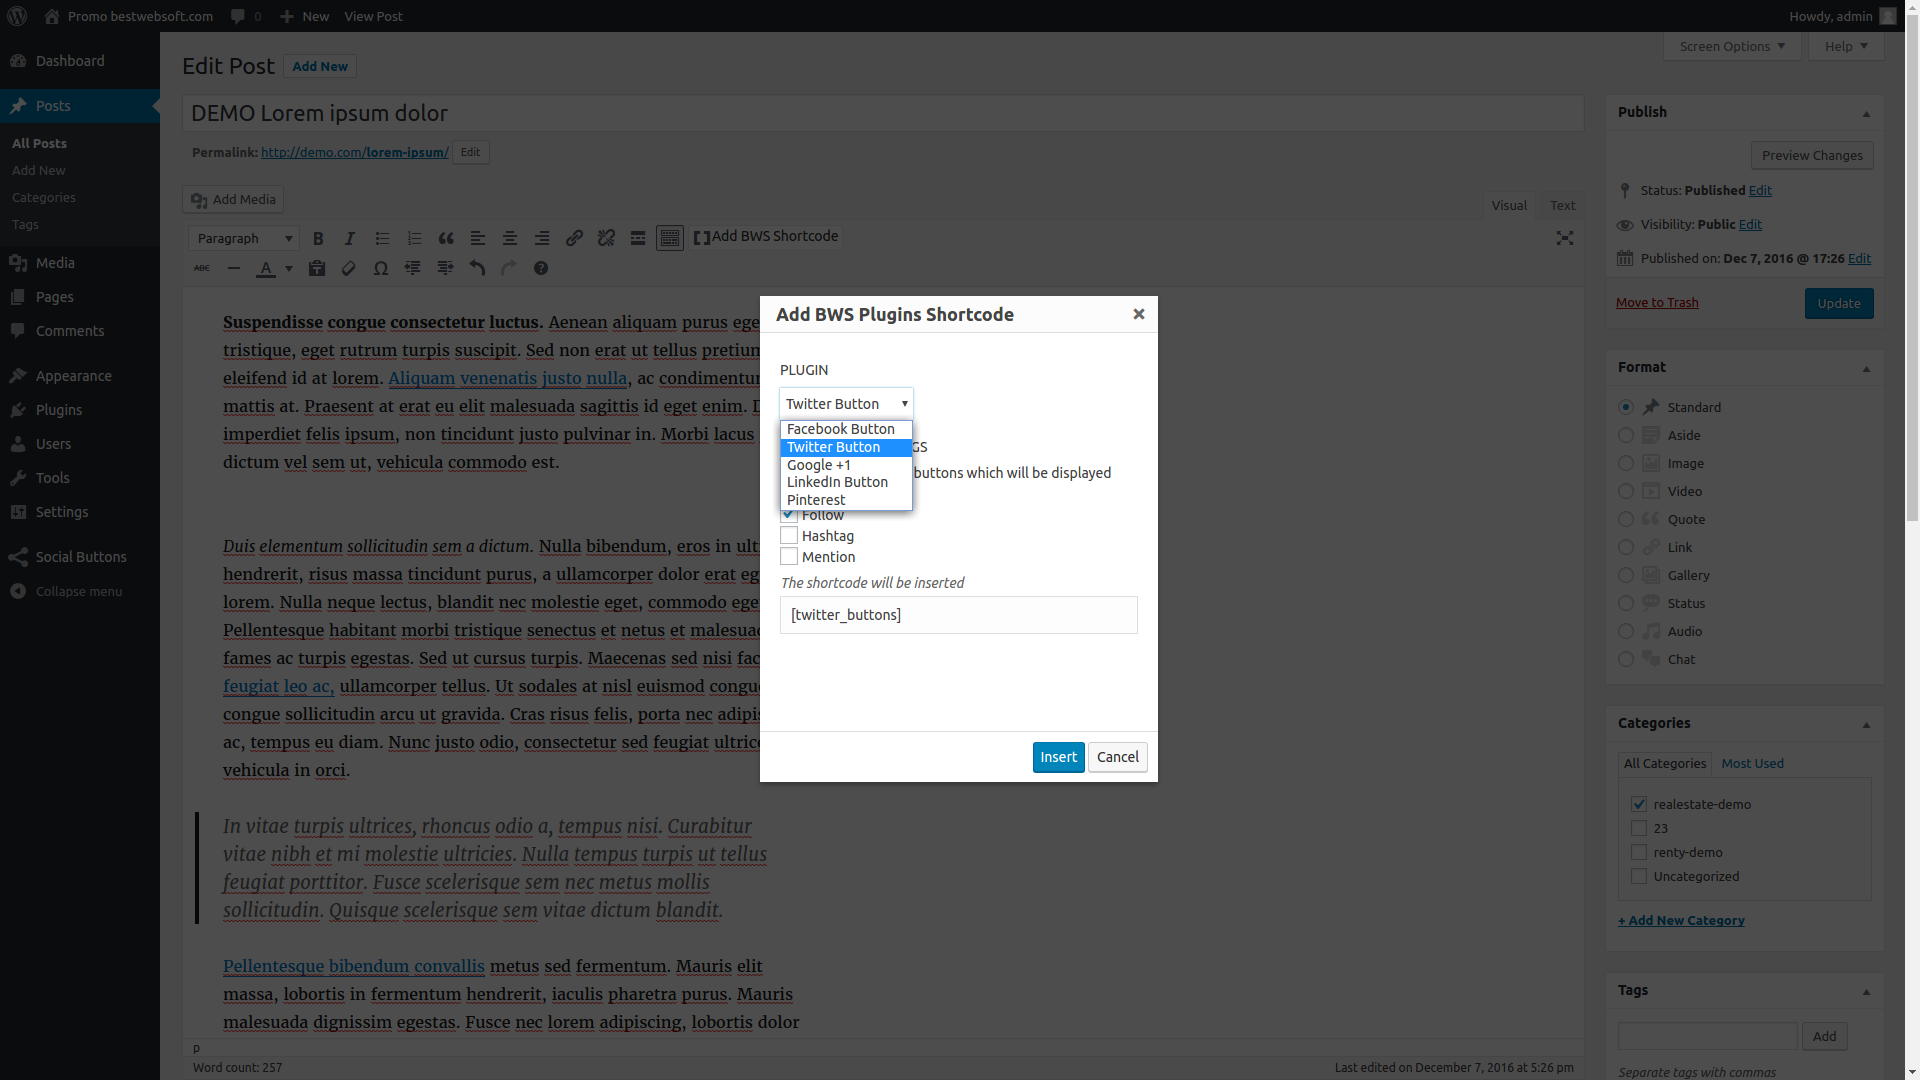 Promo bestwebsoft.com
0
New
View Post
Howdy, admin
Dashboard
Posts
All Posts
Add New
Categories
Tags
Media
Pages
Comments
Appearance
Plugins
Users
Tools
Settings
Social Buttons
Collapse menu
Screen Options
Help
Edit Post
Add New
DEMO Lorem ipsum dolor
Permalink: http://demo.com/lorem-ipsum/
Edit
Add Media
Visual
Text
Paragraph
B
I
Add BWS Shortcode
ABC
A
Suspendisse congue consectetur luctus. Aenean aliquam purus ege
tristique, eget rutrum turpis suscipit. Sed non erat ut tellus pretium
eleifend id at lorem. Aliquam venenatis justo nulla, ac condimentu
mattis at. Praesent at erat eu elit malesuada sagittis id eget enim. D
imperdiet felis ipsum, non tincidunt justo pulvinar in. Morbi lacus
dictum vel sem ut, vehicula commodo est.
Duis elementum sollicitudin sem a dictum. Nulla bibendum, eros in ult
hendrerit, risus massa tincidunt purus, a ullamcorper dolor erat eg
lorem. Nulla neque lectus, blandit nec molestie eget, commodo ege
Pellentesque habitant morbi tristique senectus et netus et malesuad
fames ac turpis egestas. Sed ut cursus turpis. Maecenas sed nisi fac
feugiat leo ac, ullamcorper tellus. Ut sodales at nisl euismod congu
congue sollicitudin arcu ut gravida. Cras risus felis, porta nec adipis
ac, tempus eu diam. Nunc justo odio, consectetur sed feugiat ultric
vehicula in orci.
In vitae turpis ultrices, rhoncus odio a, tempus nisi. Curabitur
vitae nibh et mi molestie ultricies. Nulla tempus turpis ut tellus
feugiat porttitor. Fusce scelerisque sem nec metus mollis
sollicitudin. Quisque scelerisque sem vitae dictum blandit.
Pellentesque bibendum convallis metus sed fermentum. Mauris elit
massa, lobortis in fermentum hendrerit, iaculis pharetra purus. Mauris
malesuada dignissim egestas. Fusce nec lorem adipiscing, lobortis dolor
p
Word count: 257
Last edited on December 7, 2016 at 5:26 pm
Add BWS Plugins Shortcode
PLUGIN
Twitter Button
Facebook Button
Twitter Button
Google +1
LinkedIn Button
Pinterest
GS
buttons which will be displayed
Follow
Hashtag
Mention
The shortcode will be inserted
[twitter_buttons]
Insert
Cancel
Publish
Preview Changes
Status: Published Edit
Visibility: Public Edit
Published on: Dec 7, 2016 @ 17:26 Edit
Move to Trash
Update
Format
Standard
Aside
Image
Video
Quote
Link
Gallery
Status
Audio
Chat
Categories
All Categories
Most Used
realestate-demo
23
renty-demo
Uncategorized
+ Add New Category
Tags
Add
Separate tags with commas